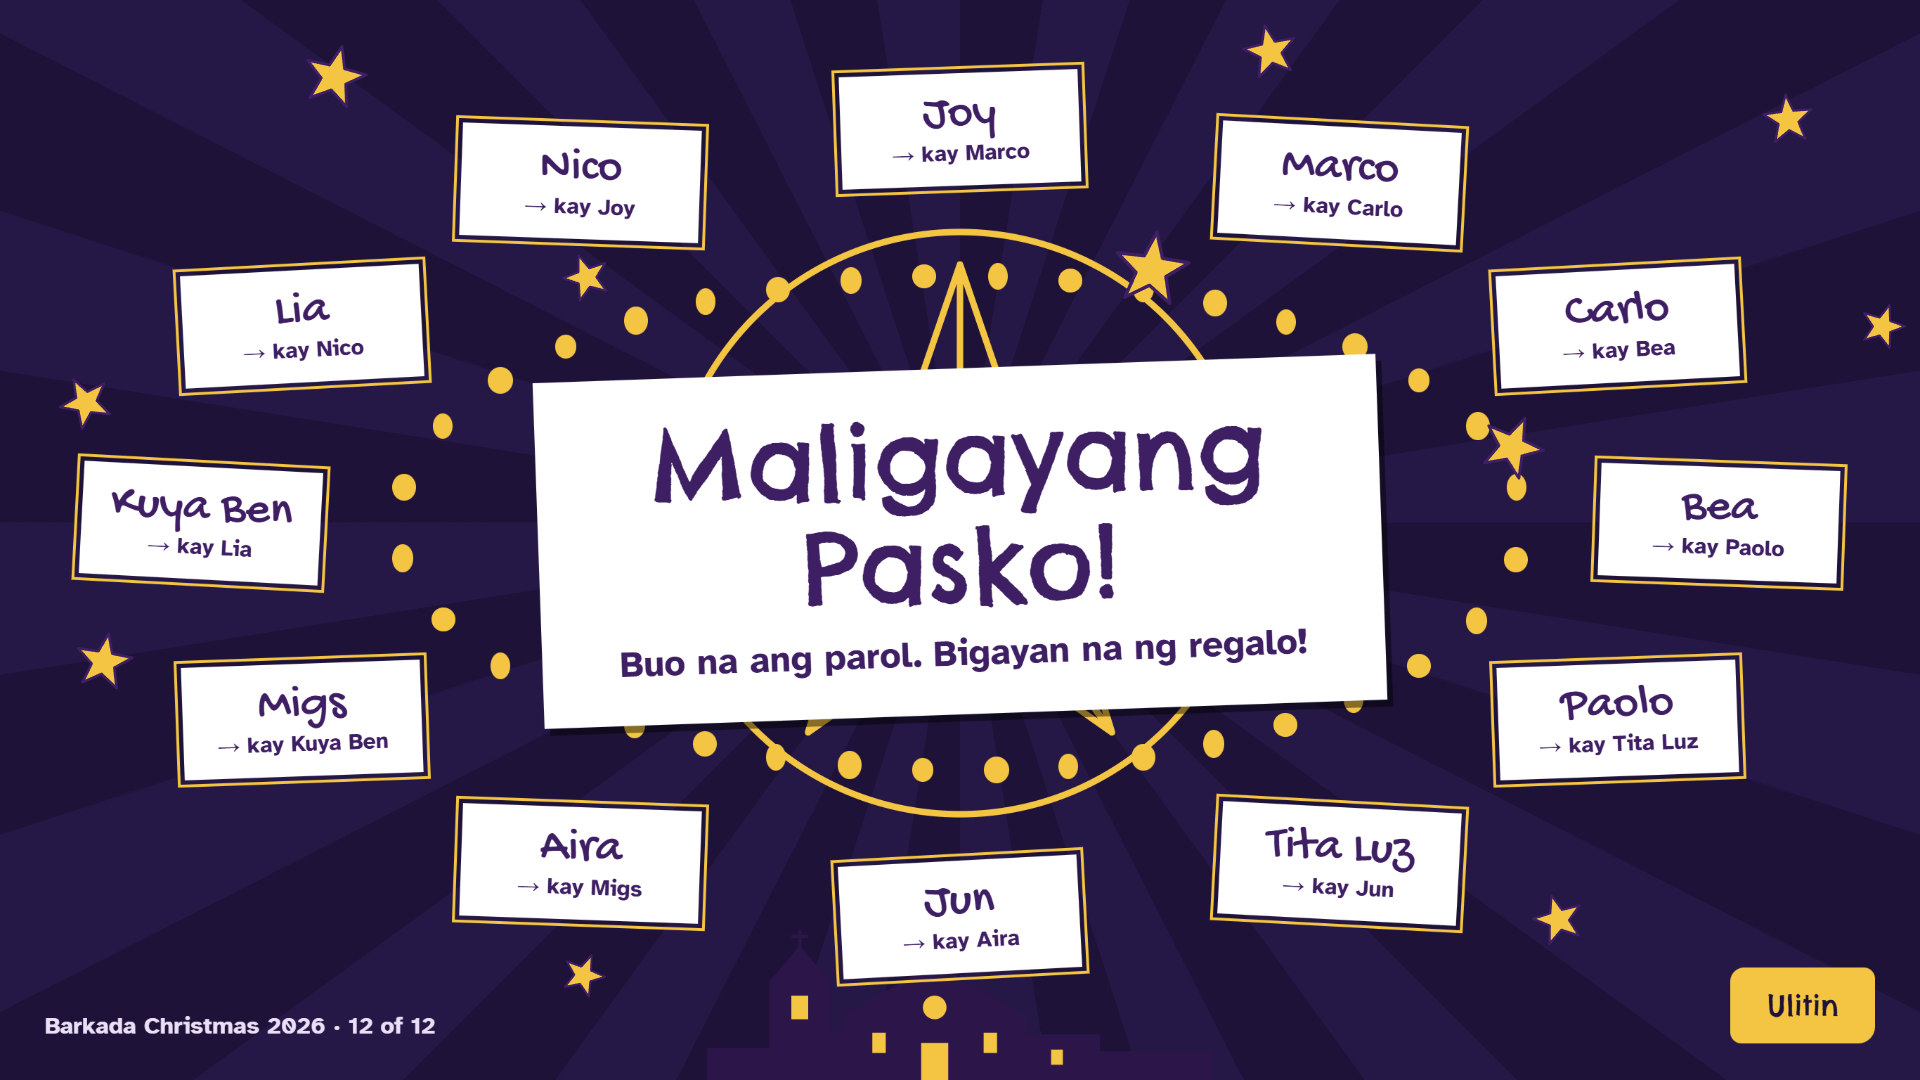 Joy
→ kay Marco
Nico
→ kay Joy
Marco
→ kay Carlo
Lia
→ kay Nico
Carlo
→ kay Bea
Maligayang
Pasko!
Buo na ang parol. Bigayan na ng regalo!
Kuya Ben
→ kay Lia
Bea
→ kay Paolo
Migs
→ kay Kuya Ben
Paolo
→ kay Tita Luz
Aira
→ kay Migs
Tita Luz
→ kay Jun
Jun
→ kay Aira
Barkada Christmas 2026 · 12 of 12
Ulitin